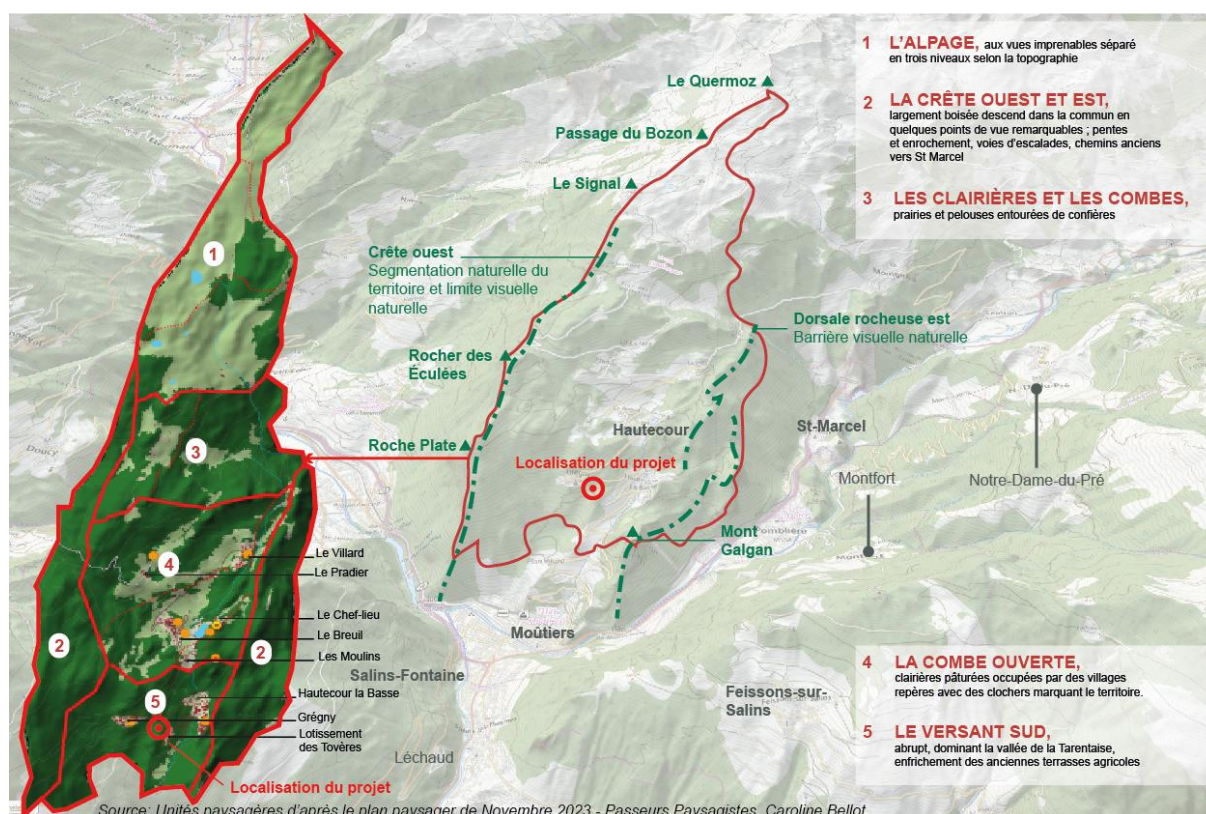 1 L'ALPAGE, aux vues imprenables séparé
en trois niveaux selon la topographie
2 LA CRÊTE OUEST ET EST,
largement boisée descend dans la commun en
quelques points de vue remarquables ; pentes
et enrochement, voies d'escalades, chemins anciens
vers St Marcel
3 LES CLAIRIÈRES ET LES COMBES,
prairies et pelouses entourées de confières
Le Quermoz
Passage du Bozon
Le Signal
Crête ouest
Segmentation naturelle du
territoire et limite visuelle
naturelle
Dorsale rocheuse est
Barrière visuelle naturelle
Rocher des
Éculées
Roche Plate
Hautecour
St-Marcel
Localisation du projet
Montfort
Notre-Dame-du-Pré
Mont
Galgan
Moûtiers
Salins-Fontaine
Feissons-sur-
Salins
Léchaud
Doucy
1
3
4
2
2
5
Le Villard
Le Pradier
Le Chef-lieu
Le Breuil
Les Moulins
Hautecour la Basse
Grégny
Lotissement
des Tovères
Localisation du projet
4 LA COMBE OUVERTE,
clairières pâturées occupées par des villages
repères avec des clochers marquant le territoire.
5 LE VERSANT SUD,
abrupt, dominant la vallée de la Tarentaise,
enfrichement des anciennes terrasses agricoles
Source: Unités paysagères d'après le plan paysager de Novembre 2023 - Passeurs Paysagistes, Caroline Bellot